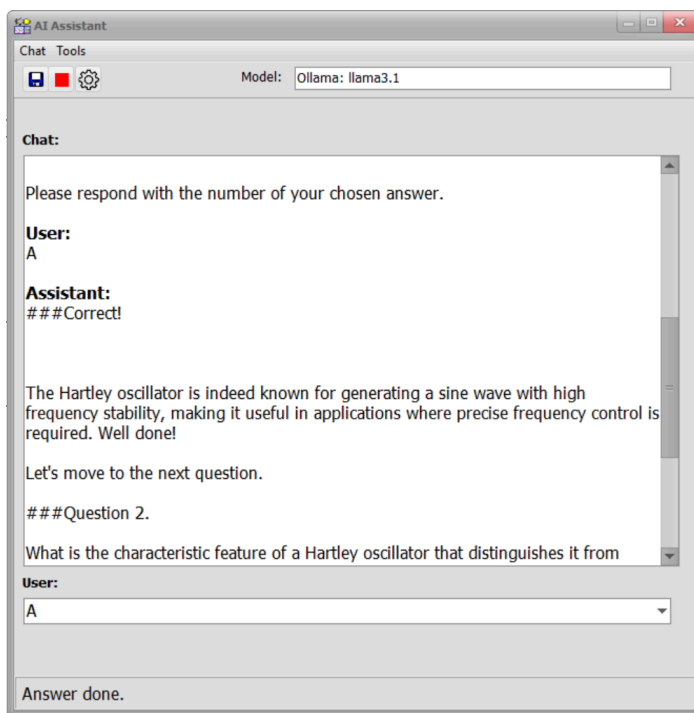 AI Assistant
Chat Tools
Model: Ollama: llama3.1
Chat:
Please respond with the number of your chosen answer.
User:
A
Assistant:
###Correct!
The Hartley oscillator is indeed known for generating a sine wave with high
frequency stability, making it useful in applications where precise frequency control is
required. Well done!
Let's move to the next question.
###Question 2.
What is the characteristic feature of a Hartley oscillator that distinguishes it from
User:
A
Answer done.